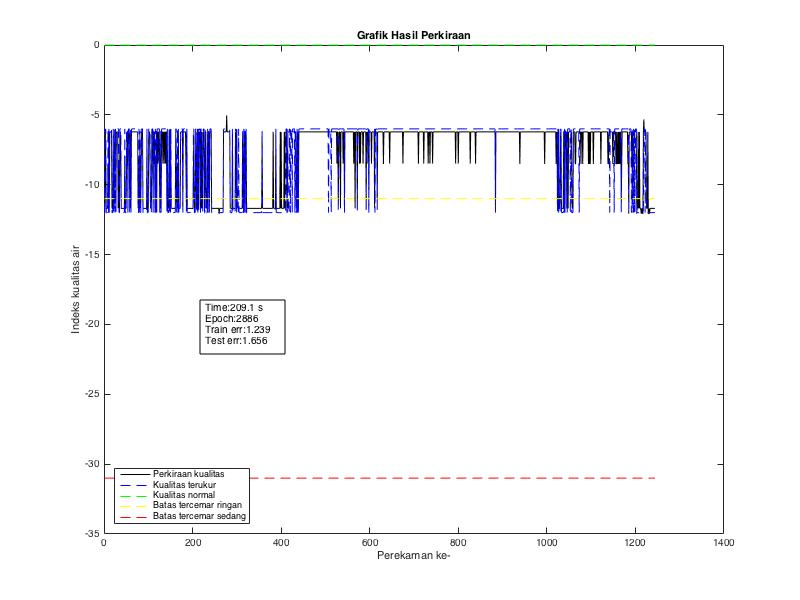 Grafik Hasil Perkiraan
0
-5
-10
-15
-20
-25
-30
-35
Indeks kualitas air
Time:209.1 s
Epoch:2886
Train err:1.239
Test err:1.656
Perkiraan kualitas
Kualitas terukur
Kualitas normal
Batas tercemar ringan
Batas tercemar sedang
0 200 400 600 800 1000 1200 1400
Perekaman ke-